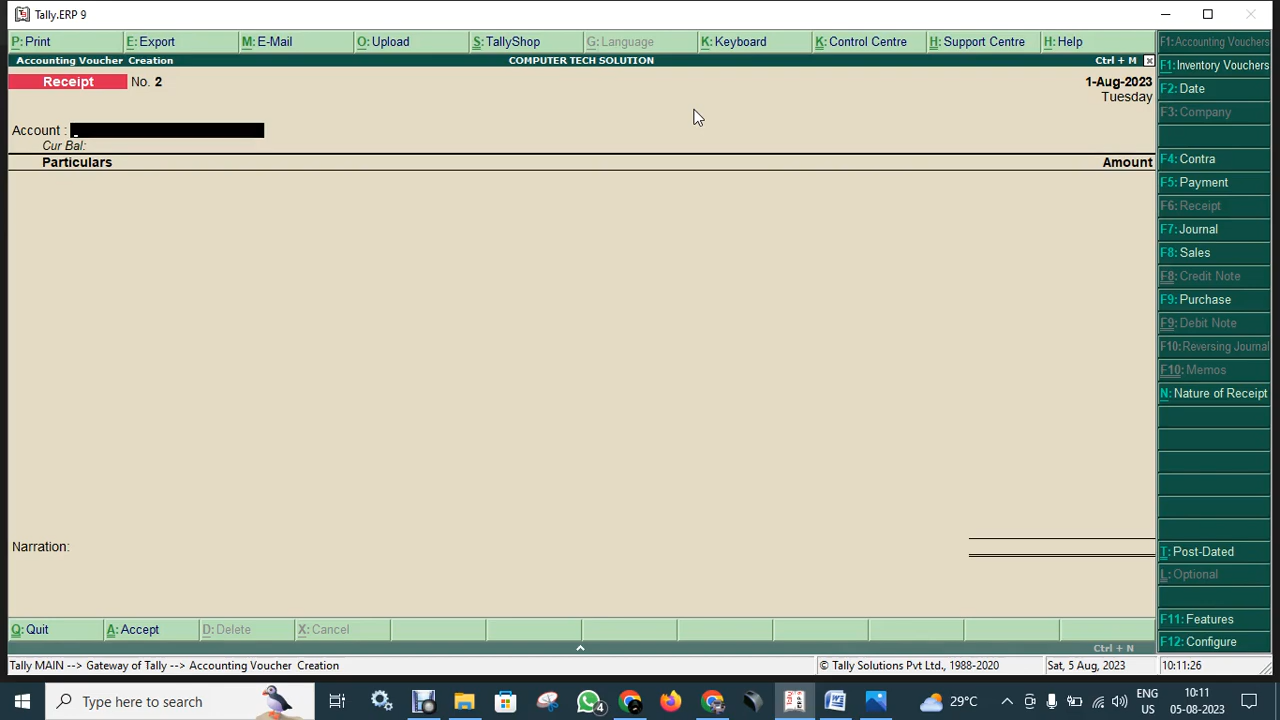 Tally.ERP 9
P: Print E: Export M: E-Mail O: Upload S: TallyShop G: Language K: Keyboard K: Control Centre H: Support Centre H: Help
F1: Accounting Vouchers
Accounting Voucher Creation COMPUTER TECH SOLUTION Ctrl + M
F1: Inventory Vouchers
Receipt No. 2 1-Aug-2023
F2: Date
Tuesday
F3: Company
Account :
Cur Bal:
F4: Contra
Particulars Amount
F5: Payment
F6: Receipt
F7: Journal
F8: Sales
F8: Credit Note
F9: Purchase
F9: Debit Note
F10: Reversing Journal
F10: Memos
N: Nature of Receipt
Narration:
T: Post-Dated
L: Optional
F11: Features
Q: Quit A: Accept D: Delete X: Cancel
F12: Configure
Ctrl + N
Tally MAIN --> Gateway of Tally --> Accounting Voucher Creation © Tally Solutions Pvt Ltd., 1988-2020 Sat, 5 Aug, 2023 10:11:26
Type here to search 4 29°C ENG US 10:11 05-08-2023